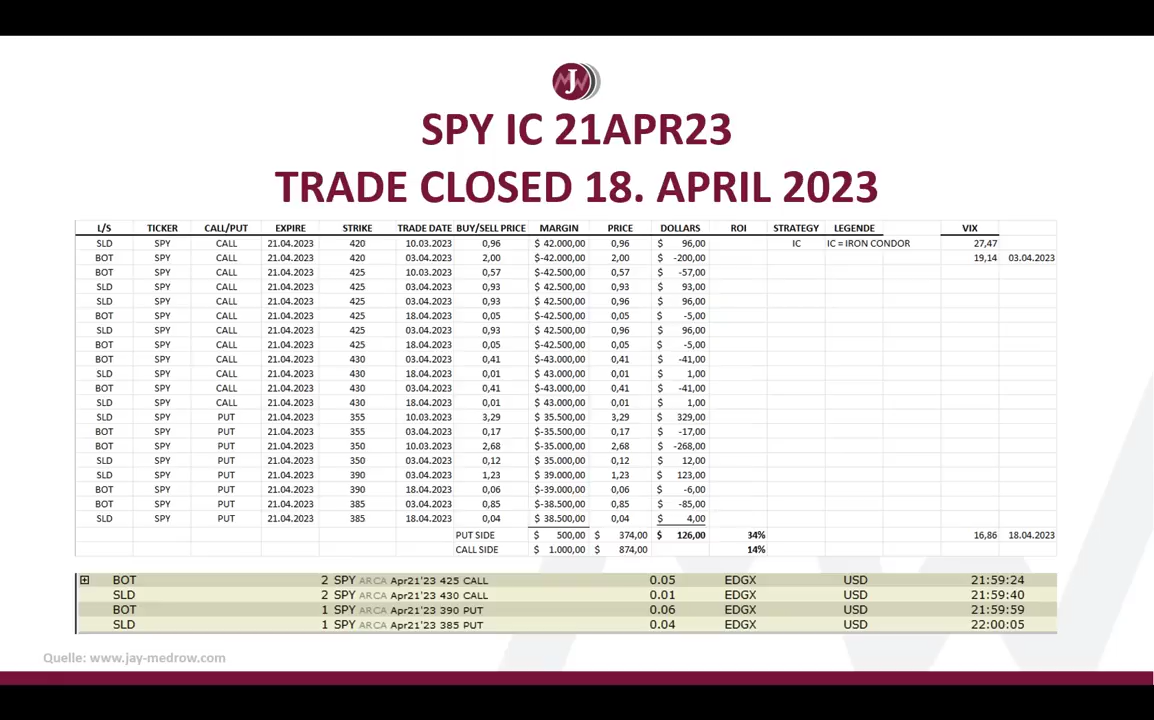 J
SPY IC 21APR23
TRADE CLOSED 18. APRIL 2023
L/S TICKER CALL/PUT EXPIRE STRIKE TRADE DATE BUY/SELL PRICE MARGIN PRICE DOLLARS ROI STRATEGY LEGENDE VIX
SLD SPY CALL 21.04.2023 420 10.03.2023 0,96 $ 42.000,00 0,96 $ 96,00 IC IC = IRON CONDOR 27,47
BOT SPY CALL 21.04.2023 420 03.04.2023 2,00 $-42.000,00 2,00 $ -200,00 19,14 03.04.2023
BOT SPY CALL 21.04.2023 425 10.03.2023 0,57 $-42.500,00 0,57 $ -57,00
SLD SPY CALL 21.04.2023 425 03.04.2023 0,93 $ 42.500,00 0,93 $ 93,00
SLD SPY CALL 21.04.2023 425 03.04.2023 0,93 $ 42.500,00 0,96 $ 96,00
BOT SPY CALL 21.04.2023 425 18.04.2023 0,05 $-42.500,00 0,05 $ -5,00
SLD SPY CALL 21.04.2023 425 03.04.2023 0,93 $ 42.500,00 0,96 $ 96,00
BOT SPY CALL 21.04.2023 425 18.04.2023 0,05 $-42.500,00 0,05 $ -5,00
BOT SPY CALL 21.04.2023 430 03.04.2023 0,41 $-43.000,00 0,41 $ -41,00
SLD SPY CALL 21.04.2023 430 18.04.2023 0,01 $ 43.000,00 0,01 $ 1,00
BOT SPY CALL 21.04.2023 430 03.04.2023 0,41 $-43.000,00 0,41 $ -41,00
SLD SPY CALL 21.04.2023 430 18.04.2023 0,01 $ 43.000,00 0,01 $ 1,00
SLD SPY PUT 21.04.2023 355 10.03.2023 3,29 $ 35.500,00 3,29 $ 329,00
BOT SPY PUT 21.04.2023 355 03.04.2023 0,17 $-35.500,00 0,17 $ -17,00
BOT SPY PUT 21.04.2023 350 10.03.2023 2,68 $-35.000,00 2,68 $ -268,00
SLD SPY PUT 21.04.2023 350 03.04.2023 0,12 $ 35.000,00 0,12 $ 12,00
SLD SPY PUT 21.04.2023 390 03.04.2023 1,23 $ 39.000,00 1,23 $ 123,00
BOT SPY PUT 21.04.2023 390 18.04.2023 0,06 $-39.000,00 0,06 $ -6,00
BOT SPY PUT 21.04.2023 385 03.04.2023 0,85 $-38.500,00 0,85 $ -85,00
SLD SPY PUT 21.04.2023 385 18.04.2023 0,04 $ 38.500,00 0,04 $ 4,00
PUT SIDE $ 500,00 $ 374,00 $ 126,00 34% 16,86 18.04.2023
CALL SIDE $ 1.000,00 $ 874,00 14%
BOT 2 SPY ARCA Apr21'23 425 CALL 0.05 EDGX USD 21:59:24
SLD 2 SPY ARCA Apr21'23 430 CALL 0.01 EDGX USD 21:59:40
BOT 1 SPY ARCA Apr21'23 390 PUT 0.06 EDGX USD 21:59:59
SLD 1 SPY ARCA Apr21'23 385 PUT 0.04 EDGX USD 22:00:05
Quelle: www.jay-medrow.com